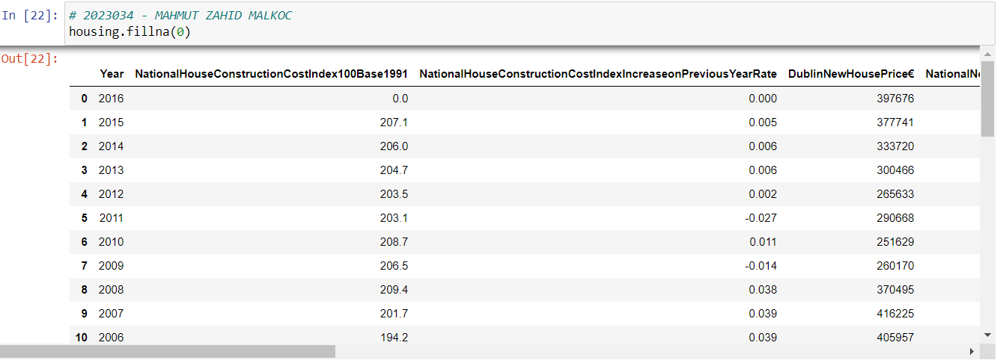 In [22]: # 2023034 - MAHMUT ZAHID MALKOC
housing.fillna(0)
Out[22]:
Year NationalHouseConstructionCostIndex100Base1991 NationalHouseConstructionCostIndexIncreaseonPreviousYearRate DublinNewHousePrice€ NationalNe
0 2016 0.0 0.000 397676
1 2015 207.1 0.005 377741
2 2014 206.0 0.006 333720
3 2013 204.7 0.006 300466
4 2012 203.5 0.002 265633
5 2011 203.1 -0.027 290668
6 2010 208.7 0.011 251629
7 2009 206.5 -0.014 260170
8 2008 209.4 0.038 370495
9 2007 201.7 0.039 416225
10 2006 194.2 0.039 405957